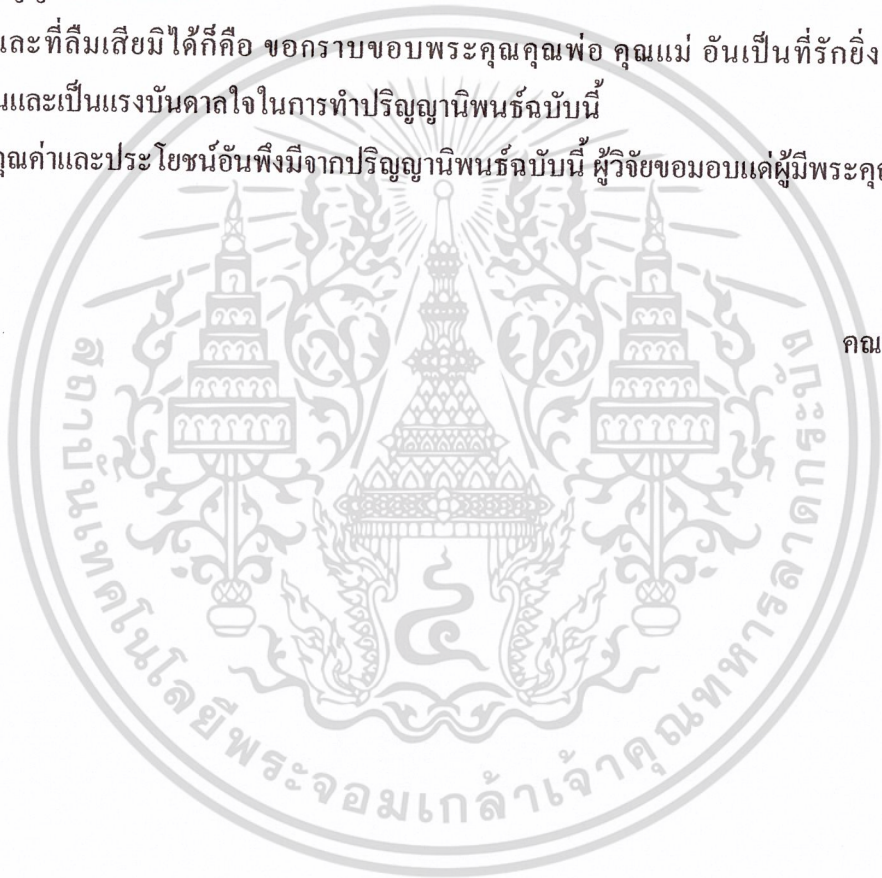 และที่ลืมเสียมิได้ก็คือ ขอกราบขอบพระคุณคุณพ่อ คุณแม่ อันเป็นที่รักยิ่ง
และเป็นแรงบันดาลใจในการทำปริญญานิพนธ์ฉบับนี้
คุณค่าและประโยชน์อันพึงมีจากปริญญานิพนธ์ฉบับนี้ ผู้วิจัยขอมอบแด่ผู้มีพระคุ
คณ
สถาบันเทคโนโลยีพระจอมเกล้าเจ้าคุณทหารลาดกระบัง
๔